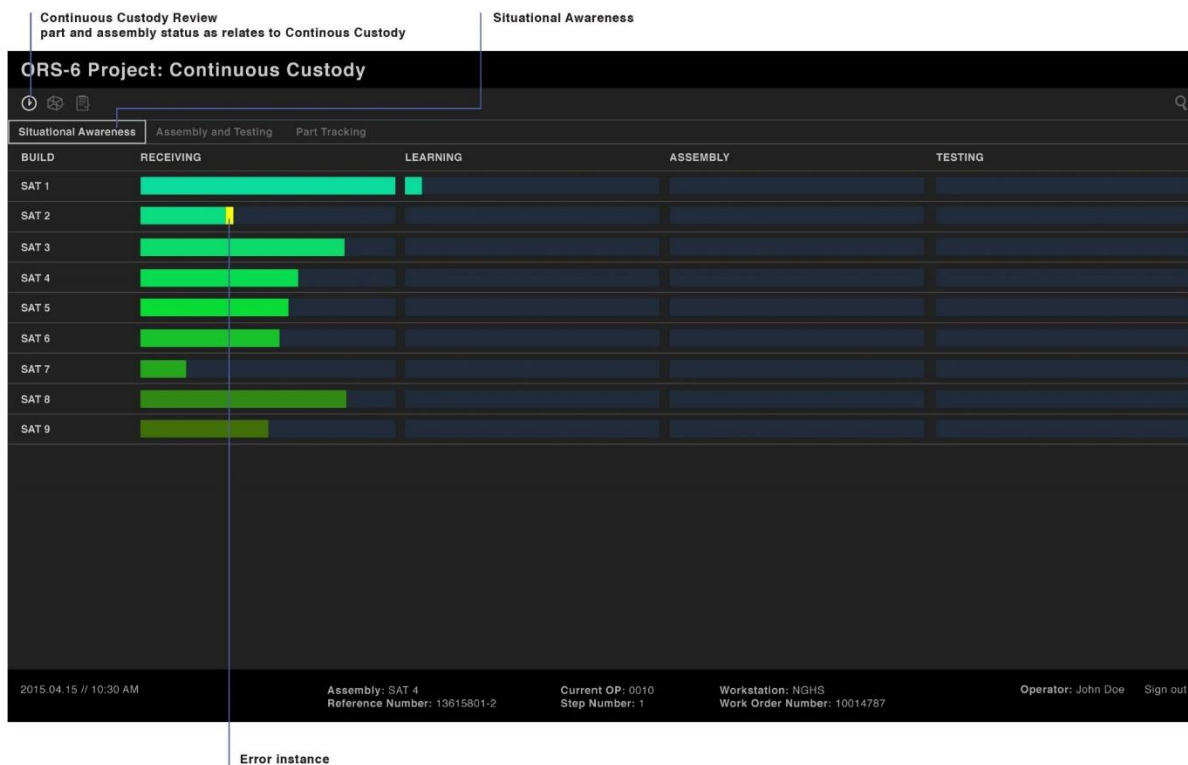 Continuous Custody Review
part and assembly status as relates to Continous Custody
Situational Awareness
ORS-6 Project: Continuous Custody
Situational Awareness Assembly and Testing Part Tracking
BUILD RECEIVING LEARNING ASSEMBLY TESTING
SAT 1
SAT 2
SAT 3
SAT 4
SAT 5
SAT 6
SAT 7
SAT 8
SAT 9
2015.04.15 // 10:30 AM
Assembly: SAT 4
Reference Number: 13615801-2
Current OP: 0010
Step Number: 1
Workstation: NGHS
Work Order Number: 10014787
Operator: John Doe Sign out
Error instance